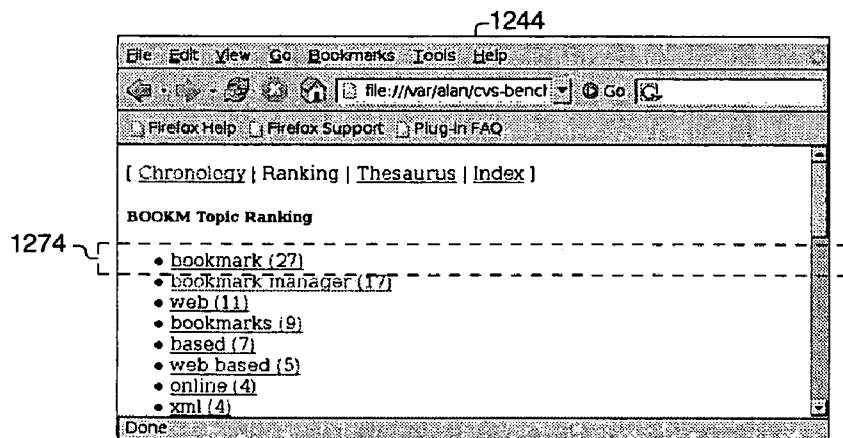 1244
File Edit View Go Bookmarks Tools Help
file:///var/alan/cvs-bencl Go
Firefox Help Firefox Support Plug-in FAQ
[ Chronology | Ranking | Thesaurus | Index ]
BOOKM Topic Ranking
1274
• bookmark (27)
• bookmark manager (17)
• web (11)
• bookmarks (9)
• based (7)
• web based (5)
• online (4)
• xml (4)
Done